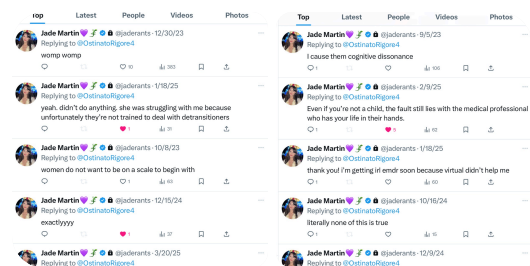 Top Latest People Videos Photos
Jade Martin💜 @jaderants · 12/30/23
Replying to @OstinatoRigore4
womp womp
10 383
Jade Martin💜 @jaderants · 1/18/25
Replying to @OstinatoRigore4
yeah. didn't do anything. she was struggling with me because
unfortunately they're not trained to deal with detransitioners
1 31
Jade Martin💜 @jaderants · 10/8/23
Replying to @OstinatoRigore4
women do not want to be on a scale to begin with
1 63
Jade Martin💜 @jaderants · 12/15/24
Replying to @OstinatoRigore4
exactlyyyy
1 37
Jade Martin💜 @jaderants · 3/20/25
Replying to @OstinatoRigore4
Top Latest People Videos Photos
Jade Martin💜 @jaderants · 9/5/23
Replying to @OstinatoRigore4
I cause them cognitive dissonance
1 106
Jade Martin💜 @jaderants · 2/9/25
Replying to @OstinatoRigore4
Even if you're not a child, the fault still lies with the medical professional
who has your life in their hands.
1 9 62
Jade Martin💜 @jaderants · 1/18/25
Replying to @OstinatoRigore4
thank you! i'm getting irl emdr soon because virtual didn't help me
1 60
Jade Martin💜 @jaderants · 10/16/24
Replying to @OstinatoRigore4
literally none of this is true
1 15
Jade Martin💜 @jaderants · 12/9/24
Replying to @OstinatoRigore4